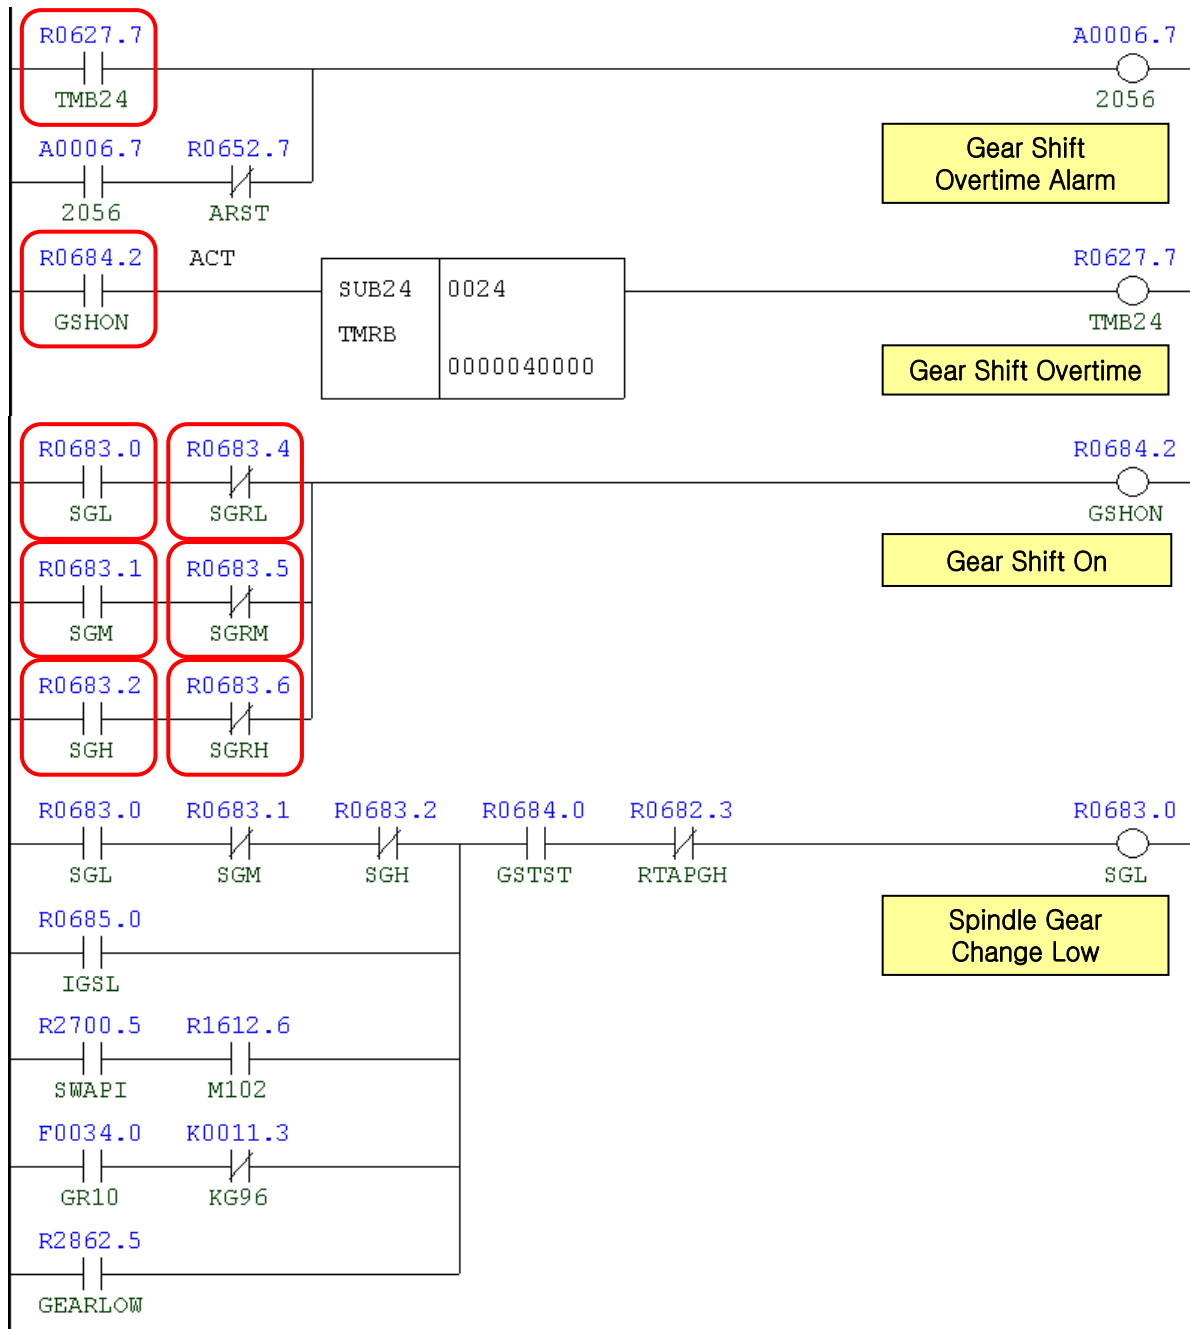 R0627.7 A0006.7
TMB24 2056
Gear Shift
Overtime Alarm
A0006.7 R0652.7
2056 ARST
R0684.2 ACT R0627.7
SUB24 0024
GSHON TMB24
TMRB
0000040000
Gear Shift Overtime
R0683.0 R0683.4 R0684.2
SGL SGRL GSHON
Gear Shift On
R0683.1 R0683.5
SGM SGRM
R0683.2 R0683.6
SGH SGRH
R0683.0 R0683.1 R0683.2 R0684.0 R0682.3 R0683.0
SGL SGM SGH GSTST RTAPGH SGL
Spindle Gear
Change Low
R0685.0
IGSL
R2700.5 R1612.6
SWAPI M102
F0034.0 K0011.3
GR10 KG96
R2862.5
GEARLOW